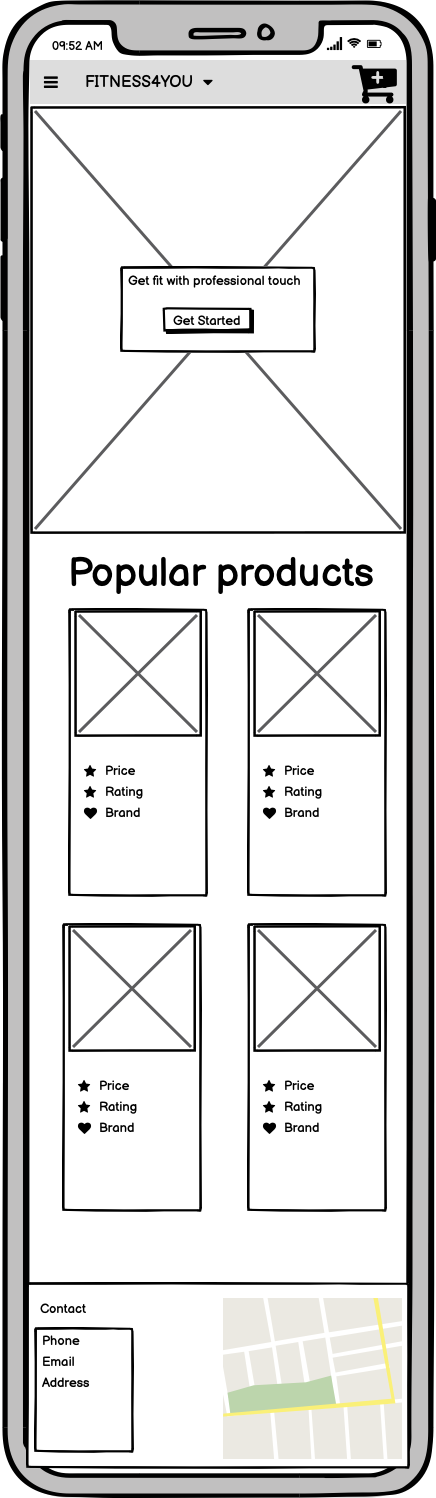 09:52 AM
FITNESS4YOU
Get fit with professional touch
Get Started
Popular products
Price
Rating
Brand
Price
Rating
Brand
Price
Rating
Brand
Price
Rating
Brand
Contact
Phone
Email
Address